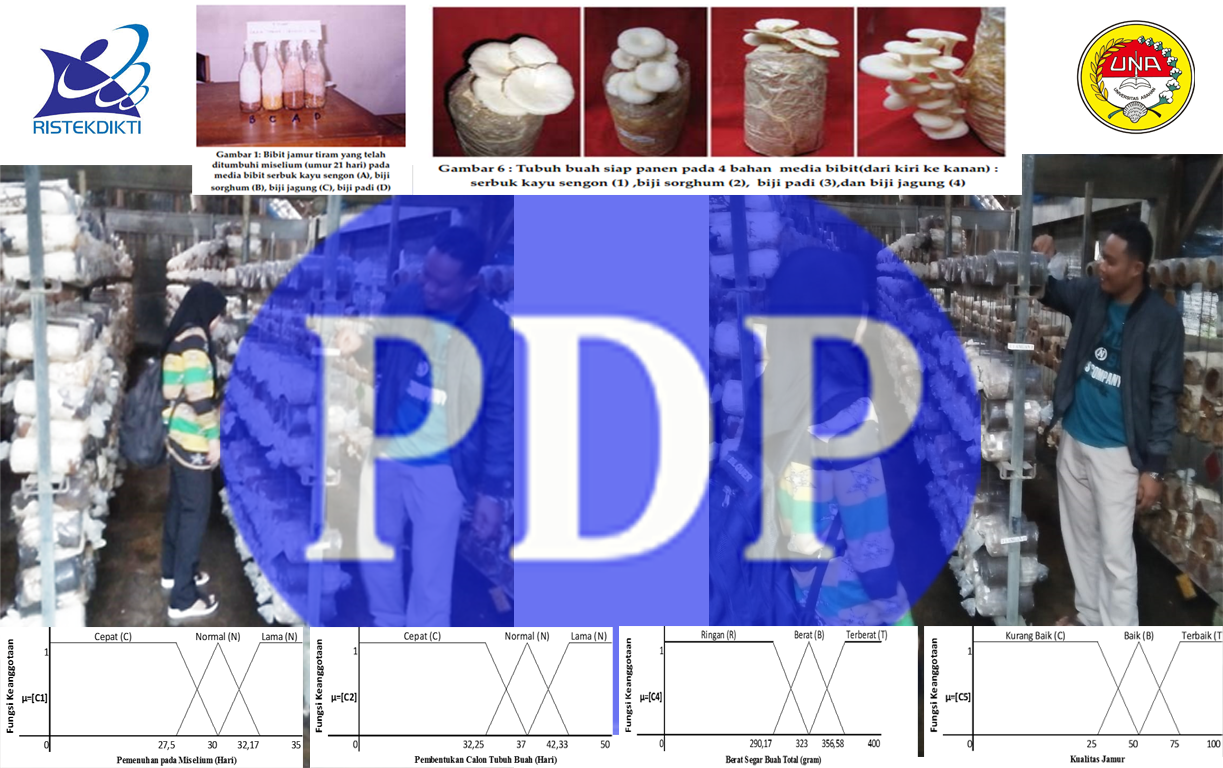 RISTEKDIKTI
B C A D
Gambar 1: Bibit jamur tiram yang telah
ditumbuhi miselium (umur 21 hari) pada
media bibit serbuk kayu sengon (A), biji
sorghum (B), biji jagung (C), biji padi (D)
Gambar 6 : Tubuh buah siap panen pada 4 bahan media bibit(dari kiri ke kanan) :
serbuk kayu sengon (1) ,biji sorghum (2), biji padi (3),dan biji jagung (4)
UNA
PDP
COMPANY
Fungsi Keanggotaan
Cepat (C) Normal (N) Lama (N)
1
µ=[C1]
0 27,5 30 32,17 35
Pemenuhan pada Miselium (Hari)
Fungsi Keanggotaan
Cepat (C) Normal (N) Lama (N)
1
µ=[C2]
0 32,25 37 42,33 50
Pembentukan Calon Tubuh Buah (Hari)
Fungsi Keanggotaan
Ringan (R) Berat (B) Terberat (T)
1
µ=[C4]
0 290,17 323 356,58 400
Berat Segar Buah Total (gram)
Fungsi Keanggotaan
Kurang Baik (C) Baik (B) Terbaik (T
1
µ=[C5]
0 25 50 75 100
Kualitas Jamur